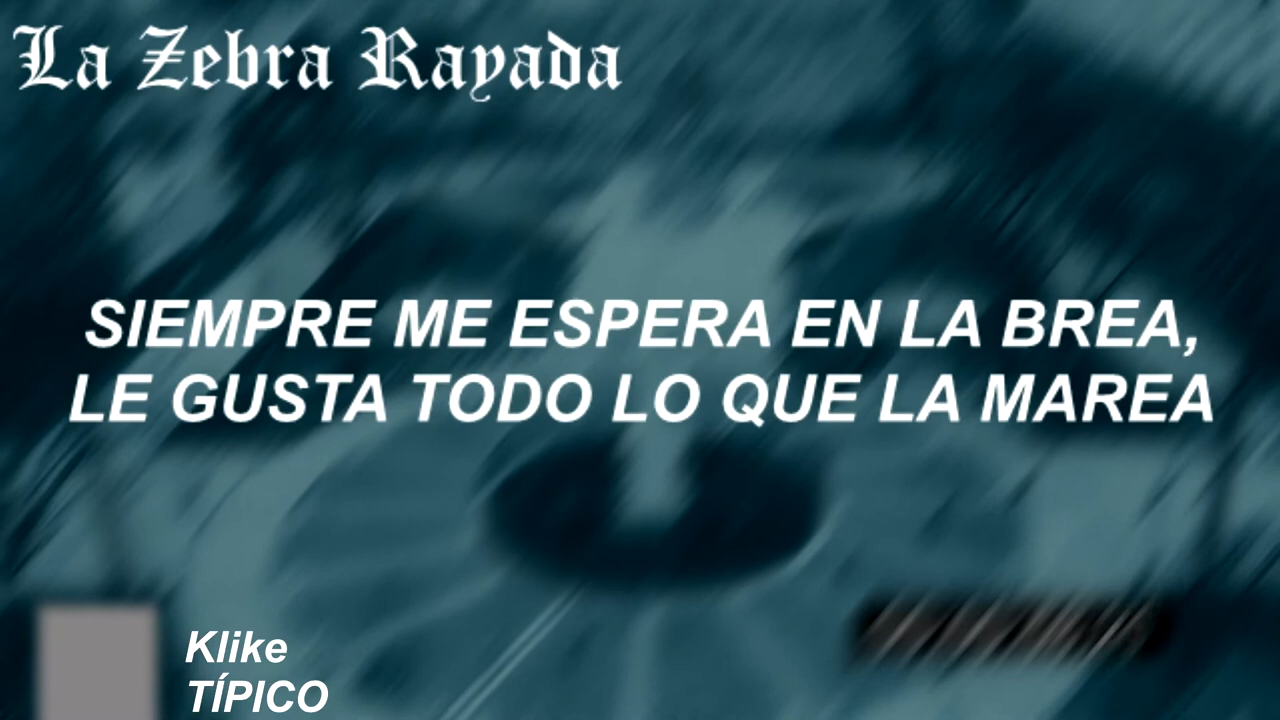 La Zebra Rayada
SIEMPRE ME ESPERA EN LA BREA,
LE GUSTA TODO LO QUE LA MAREA
Klike
TÍPICO